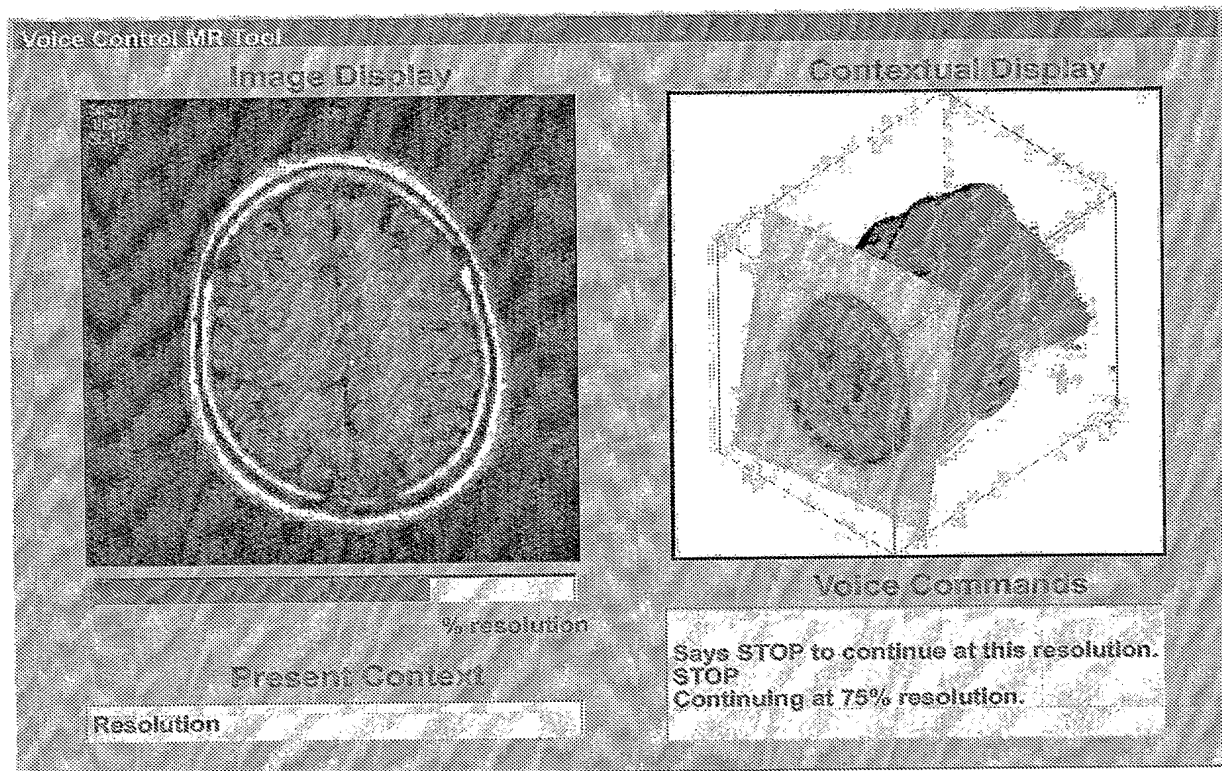 Voice Control MR Tool
Image Display
Contextual Display
% resolution
Present Context
Resolution
Voice Commands
Says STOP to continue at this resolution.
STOP
Continuing at 75% resolution.